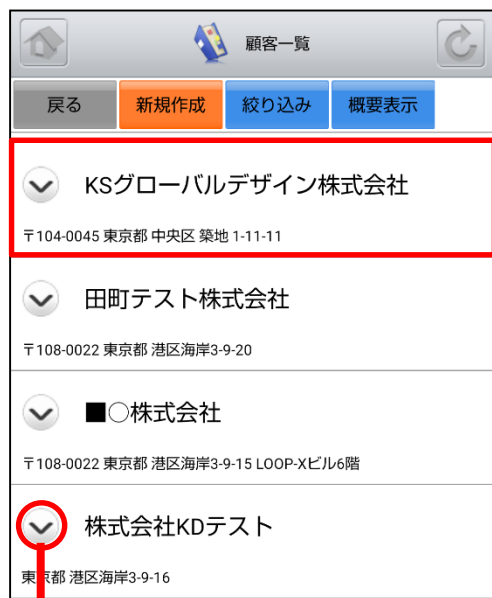 顧客一覧
戻る 新規作成 絞り込み 概要表示
KSグローバルデザイン株式会社
〒104-0045 東京都 中央区 築地 1-11-11
田町テスト株式会社
〒108-0022 東京都 港区海岸3-9-20
■○株式会社
〒108-0022 東京都 港区海岸3-9-15 LOOP-Xビル6階
株式会社KDテスト
東京都 港区海岸3-9-16